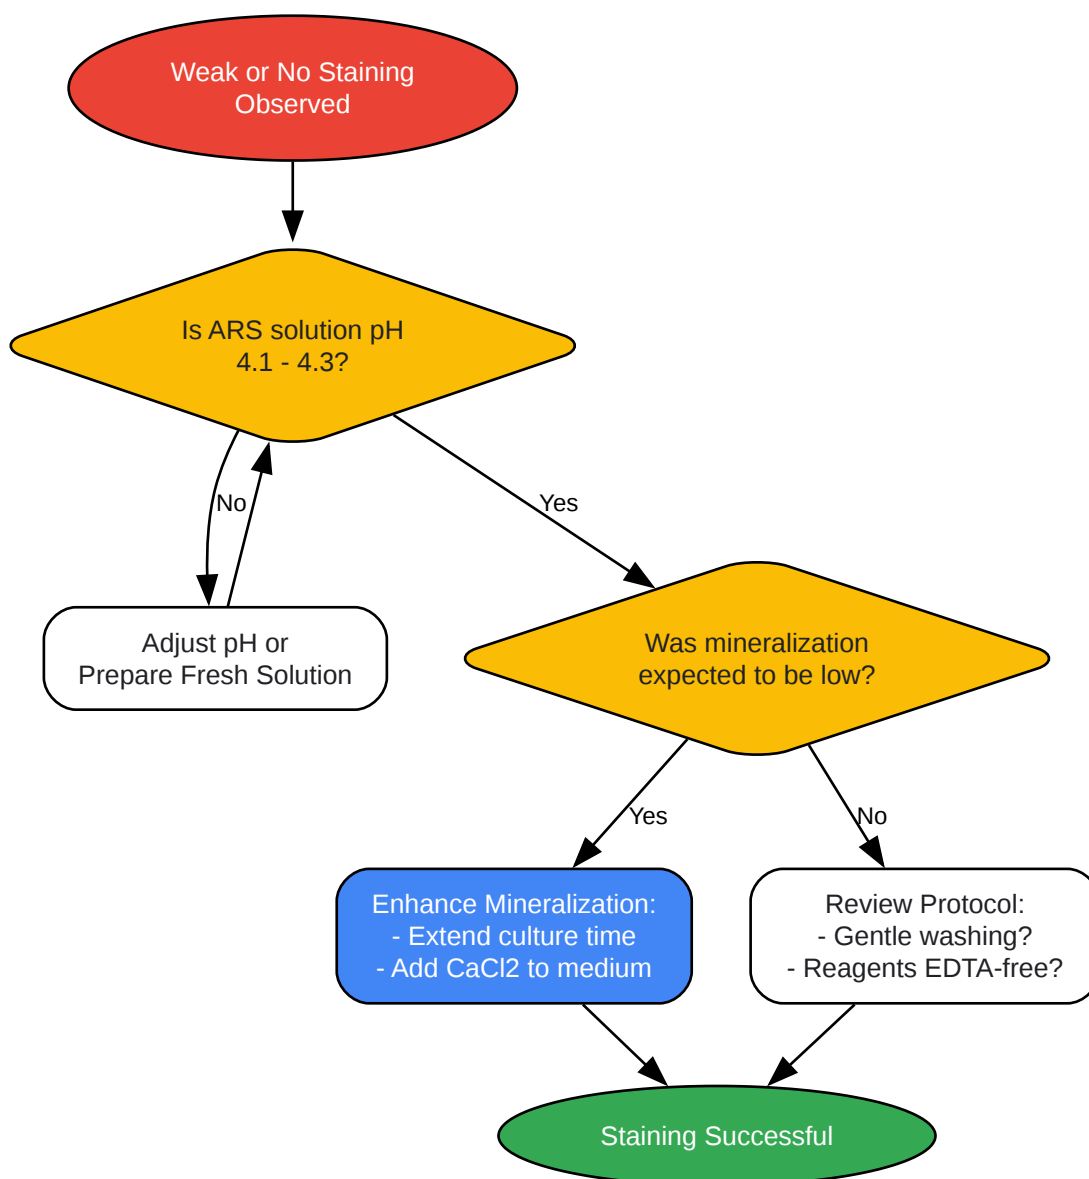 Weak or No Staining
Observed
Is ARS solution pH
4.1 - 4.3?
No
Yes
Adjust pH or
Prepare Fresh Solution
Was mineralization
expected to be low?
Yes
No
Enhance Mineralization:
- Extend culture time
- Add CaCl2 to medium
Review Protocol:
- Gentle washing?
- Reagents EDTA-free?
Staining Successful